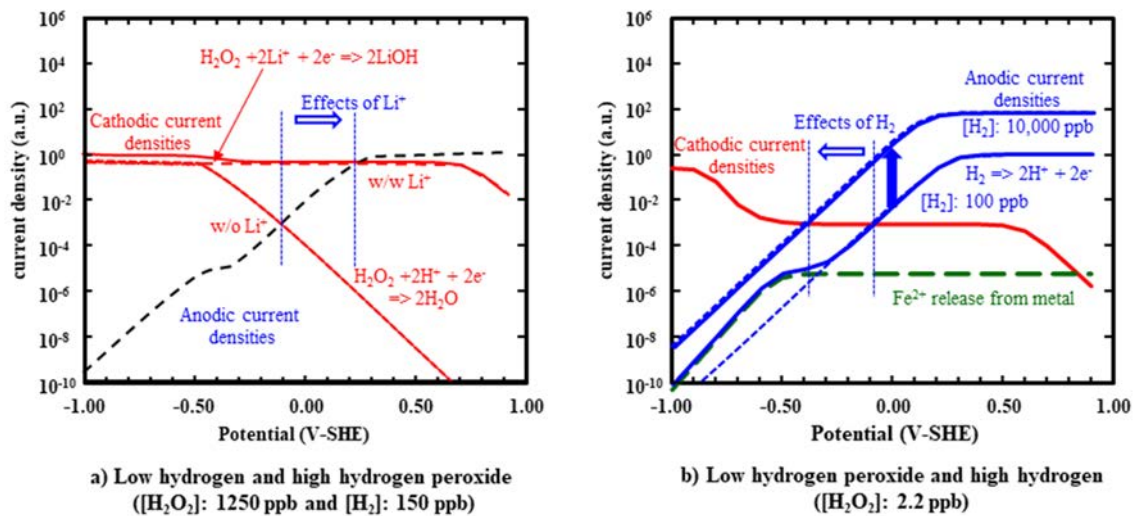 current density (a.u.)
10⁶
10⁴
10²
10⁰
10⁻²
10⁻⁴
10⁻⁶
10⁻⁸
10⁻¹⁰
H₂O₂ +2Li⁺ + 2e⁻ => 2LiOH
Effects of Li⁺
Cathodic current
densities
w/w Li⁺
w/o Li⁺
H₂O₂ +2H⁺ + 2e⁻
=> 2H₂O
Anodic current
densities
-1.00
-0.50
0.00
0.50
1.00
Potential (V-SHE)
a) Low hydrogen and high hydrogen peroxide
([H₂O₂]: 1250 ppb and [H₂]: 150 ppb)
current density (a.u.)
10⁶
10⁴
10²
10⁰
10⁻²
10⁻⁴
10⁻⁶
10⁻⁸
10⁻¹⁰
Anodic current
densities
[H₂]: 10,000 ppb
Effects of H₂
Cathodic current
densities
H₂ => 2H⁺ + 2e⁻
[H₂]: 100 ppb
Fe²⁺ release from metal
-1.00
-0.50
0.00
0.50
1.00
Potential (V-SHE)
b) Low hydrogen peroxide and high hydrogen
([H₂O₂]: 2.2 ppb)